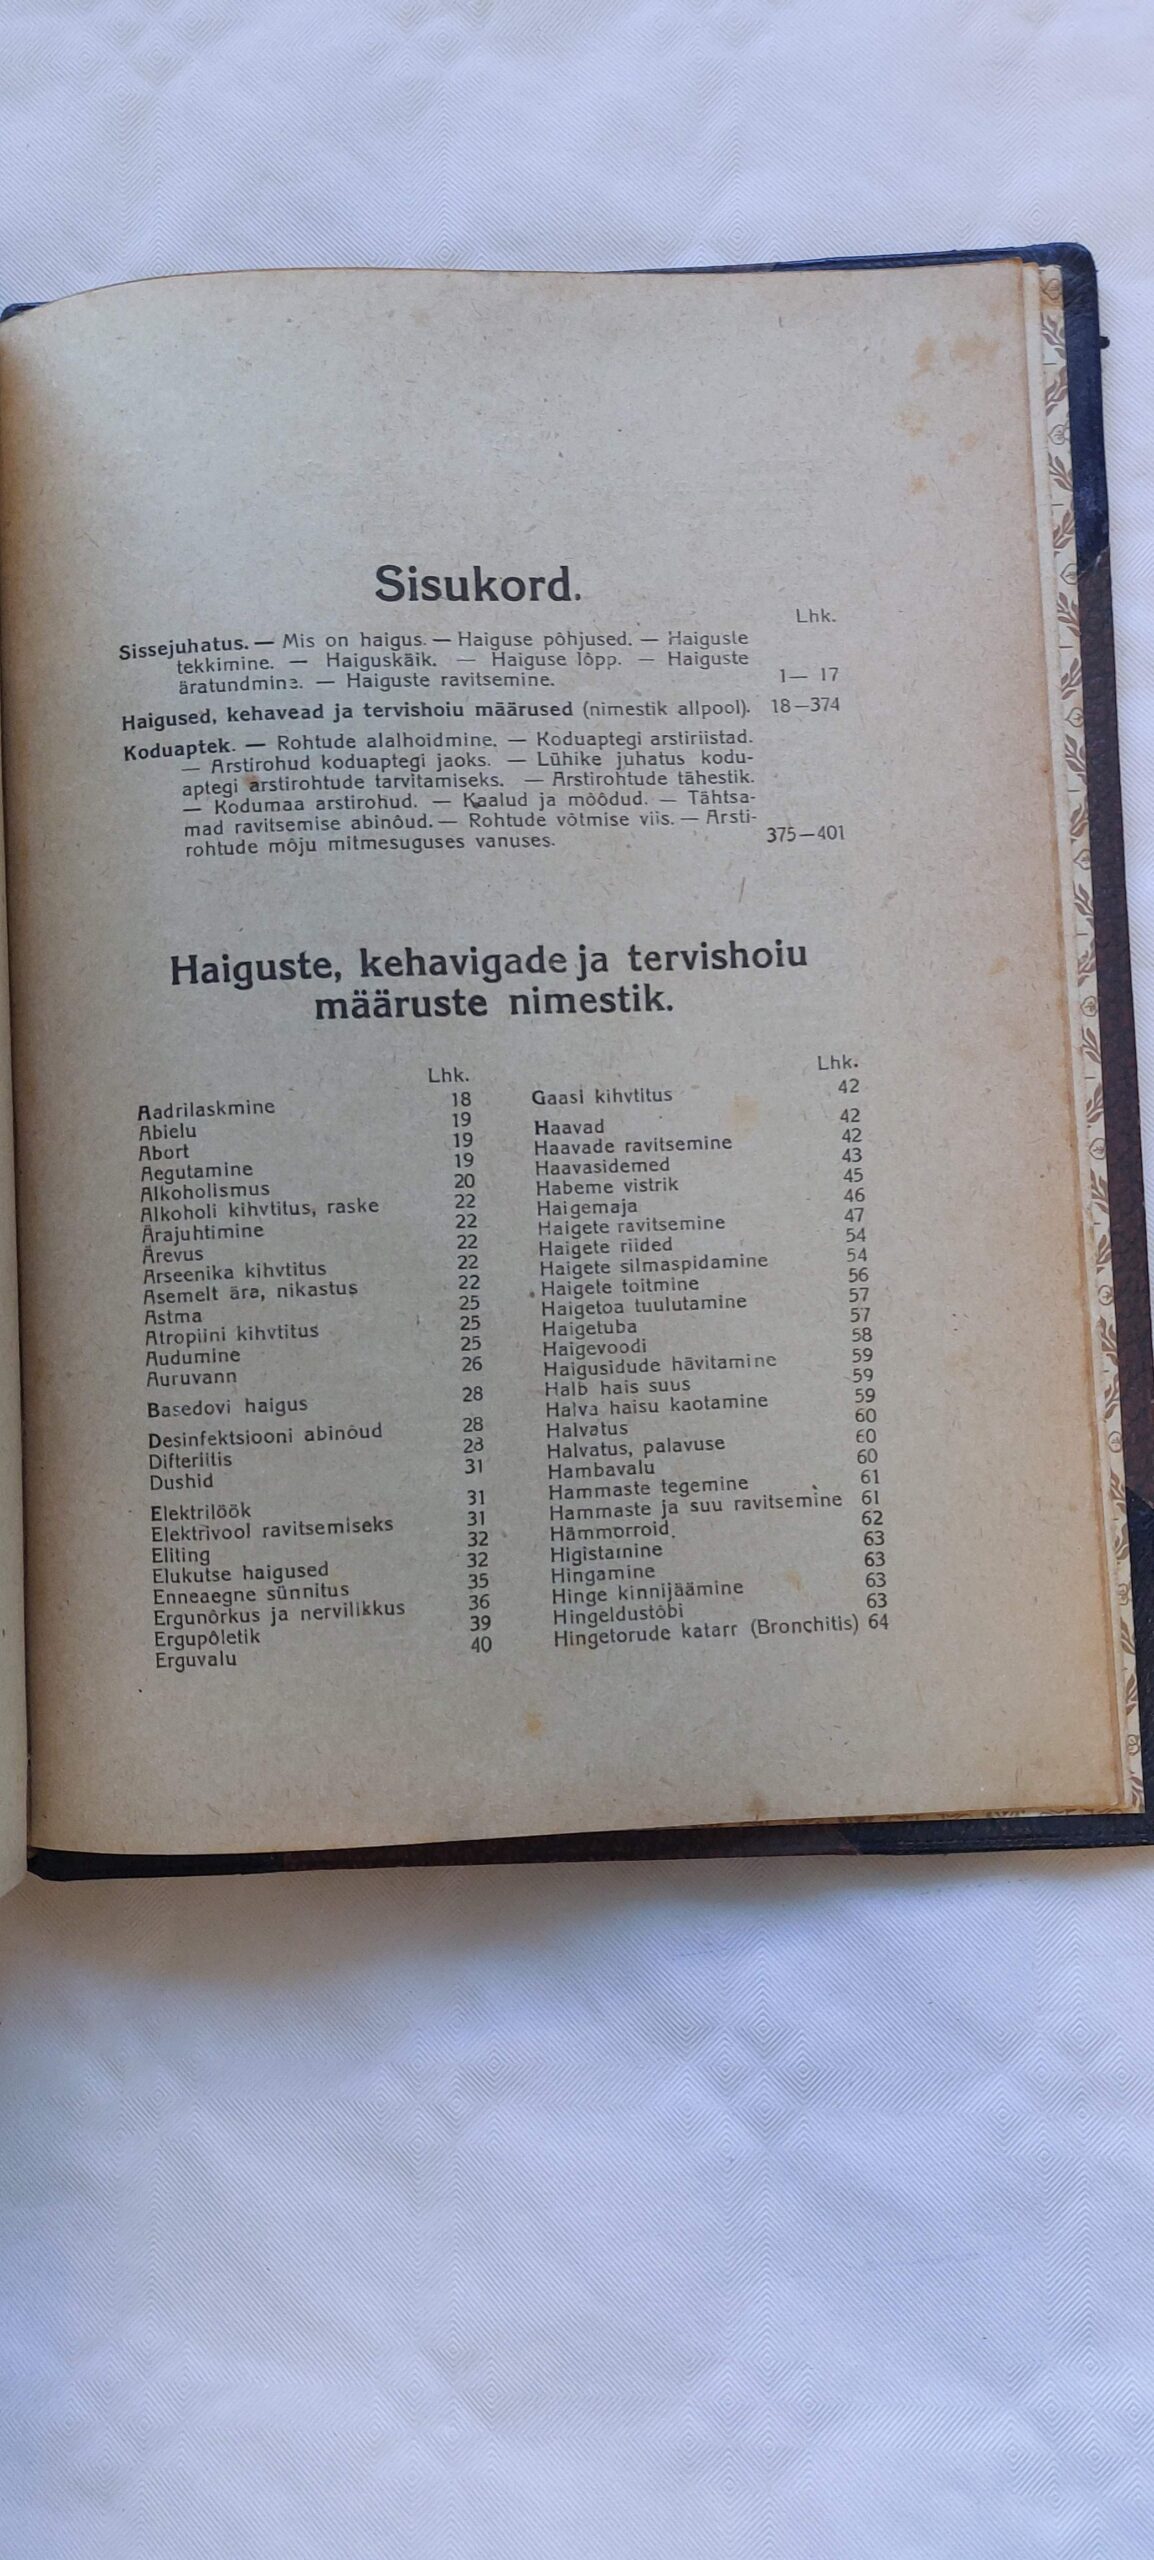 Sisukord.
Lhk.
Sissejuhatus. — Mis on haigus. — Haiguse põhjused. — Haiguste
tekkimine. — Haiguskäik. — Haiguse lõpp. — Haiguste
äratundmine. — Haiguste ravitsemine. 1— 17
Haigused, kehavead ja tervishoiu määrused (nimestik allpool). 18—374
Koduaptek. — Rohtude alalhoidmine. — Koduaptegi arstiriistad.
— Arstirohud koduaptegi jaoks. — Lühike juhatus kodu-
aptegi arstirohtude tarvitamiseks. — Arstirohtude tähestik.
— Kodumaa arstirohud. — Kaalud ja mõõdud. — Tähtsa-
mad ravitsemise abinõud. — Rohtude võtmise viis. — Arsti-
rohtude mõju mitmesuguses vanuses. 375—401
Haiguste, kehavigade ja tervishoiu
määruste nimestik.
Lhk.
Aadrilaskmine 18
Abielu 19
Abort 19
Aegutamine 19
Alkoholismus 20
Alkoholi kihvtitus, raske 22
Ärajuhtimine 22
Ärevus 22
Arseenika kihvtitus 22
Asemelt ära, nikastus 22
Astma 25
Atropiini kihvtitus 25
Audumine 25
Auruvann 26
Basedovi haigus 28
Desinfektsiooni abinõud 28
Difteriitis 28
Dushid 31
Elektrilöök 31
Elektrivool ravitsemiseks 31
Eliting 32
Elukutse haigused 32
Enneaegne sünnitus 35
Ergunõrkus ja nervilikkus 36
Ergupõletik 39
Erguvalu 40
Lhk.
Gaasi kihvtitus 42
Haavad 42
Haavade ravitsemine 42
Haavasidemed 43
Habeme vistrik 45
Haigemaja 46
Haigete ravitsemine 47
Haigete riided 54
Haigete silmaspidamine 54
Haigete toitmine 56
Haigetoa tuulutamine 57
Haigetuba 57
Haigevoodi 58
Haigusidude hävitamine 59
Halb hais suus 59
Halva haisu kaotamine 59
Halvatus 60
Halvatus, palavuse 60
Hambavalu 60
Hammaste tegemine 61
Hammaste ja suu ravitsemine 61
Hämmorroid. 62
Higistamine 63
Hingamine 63
Hinge kinnijäämine 63
Hingeldustõbi 63
Hingetorude katarr (Bronchitis) 64